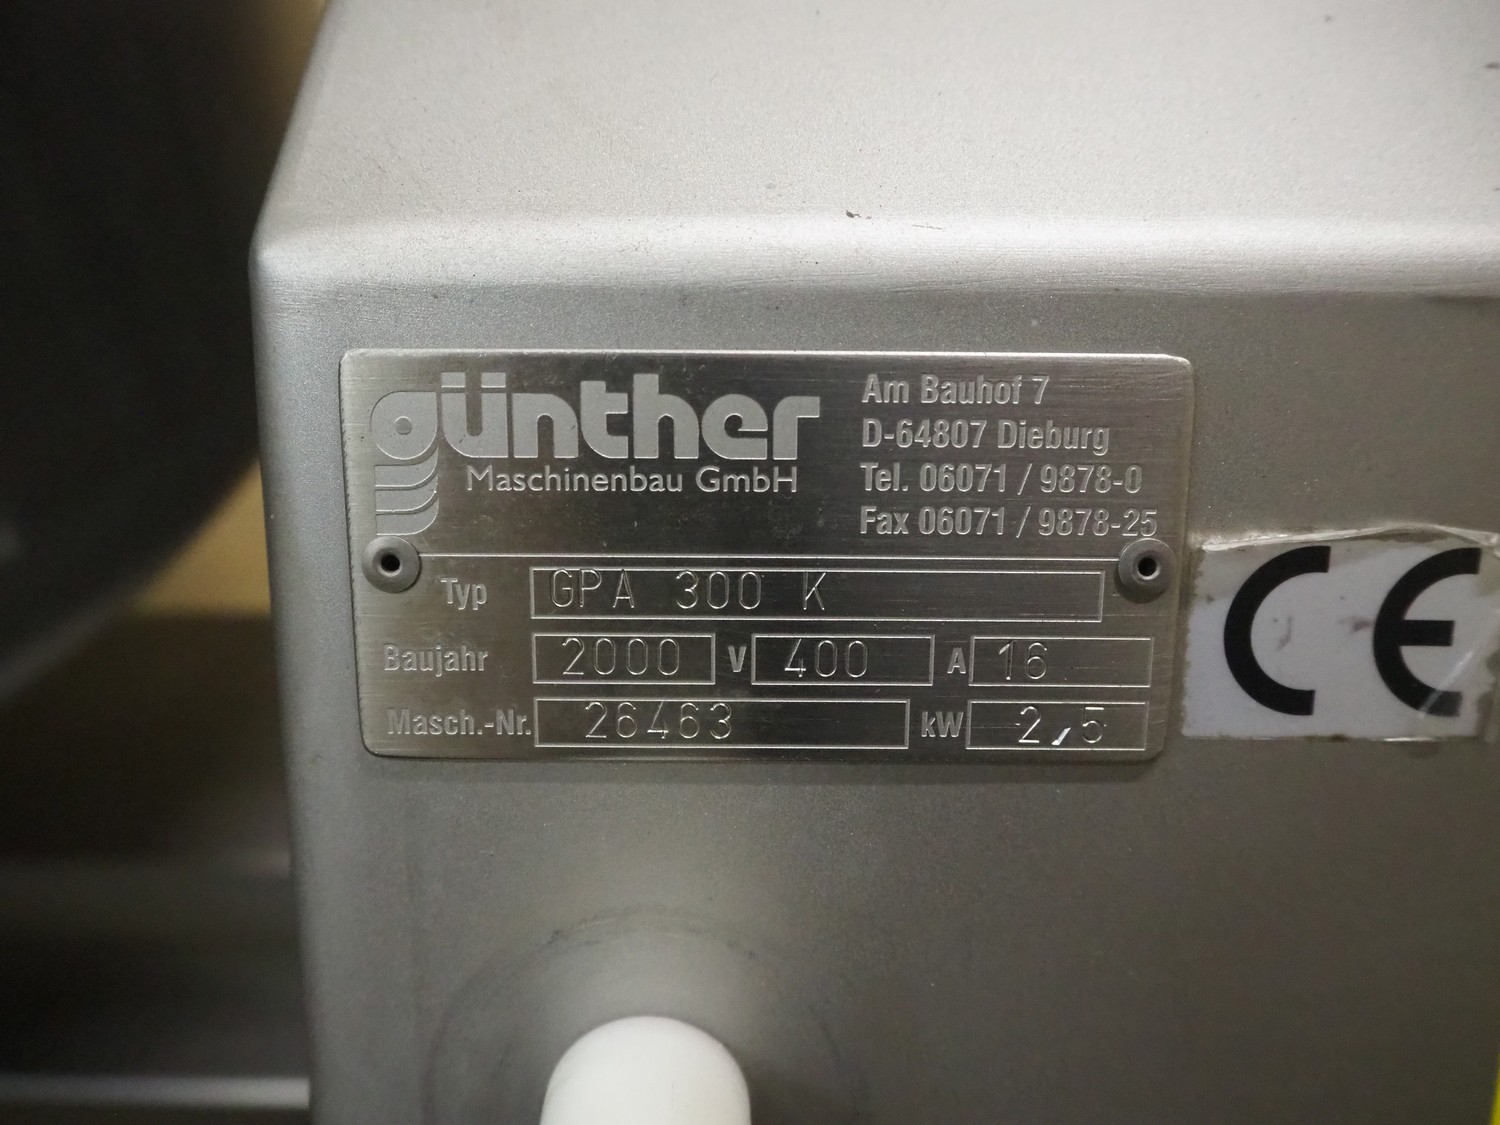 günther
Maschinenbau GmbH
Am Bauhof 7
D-64807 Dieburg
Tel. 06071 / 9878-0
Fax 06071 / 9878-25
Typ GPA 300 K
Baujahr 2000 V 400 A 16
Masch.-Nr. 26463 kW 2,5
CE